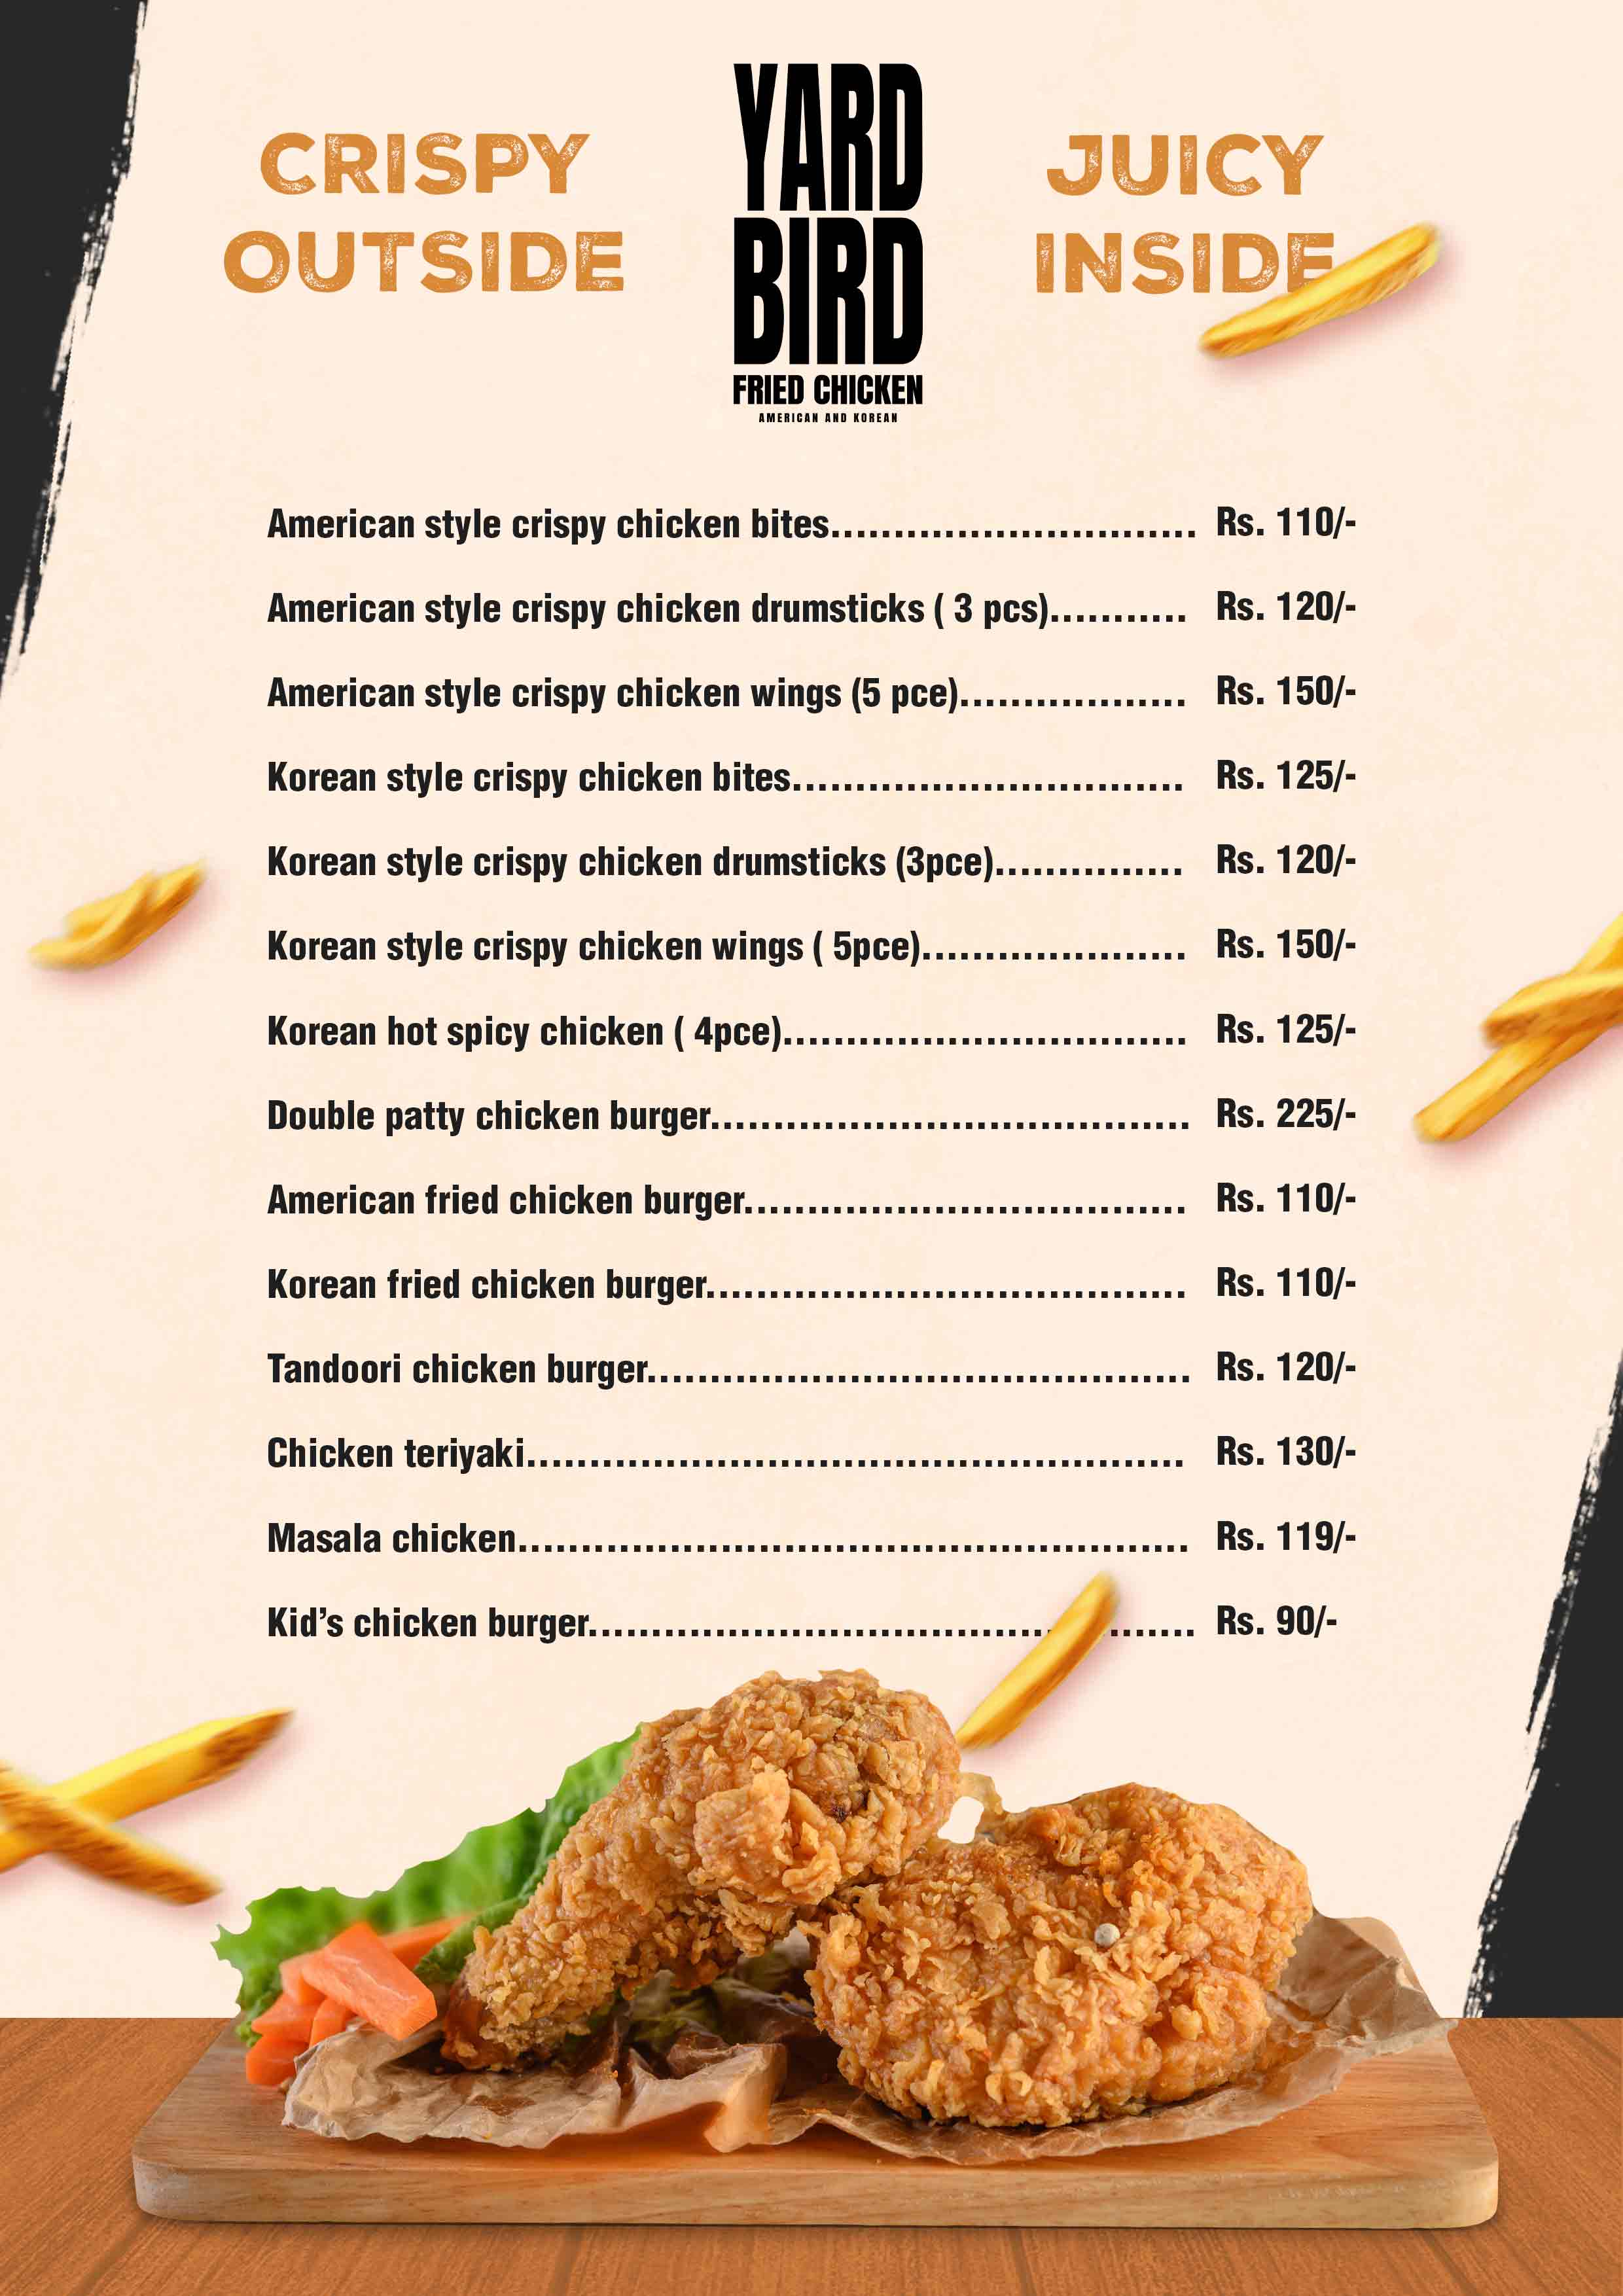 CRISPY
OUTSIDE
YARD
BIRD
FRIED CHICKEN
AMERICAN AND KOREAN
JUICY
INSIDE
American style crispy chicken bites............................. Rs. 110/-
American style crispy chicken drumsticks ( 3 pcs)........... Rs. 120/-
American style crispy chicken wings (5 pce).................. Rs. 150/-
Korean style crispy chicken bites............................... Rs. 125/-
Korean style crispy chicken drumsticks (3pce)............... Rs. 120/-
Korean style crispy chicken wings ( 5pce)..................... Rs. 150/-
Korean hot spicy chicken ( 4pce)................................ Rs. 125/-
Double patty chicken burger...................................... Rs. 225/-
American fried chicken burger................................... Rs. 110/-
Korean fried chicken burger...................................... Rs. 110/-
Tandoori chicken burger........................................... Rs. 120/-
Chicken teriyaki.................................................... Rs. 130/-
Masala chicken..................................................... Rs. 119/-
Kid’s chicken burger................................................ Rs. 90/-